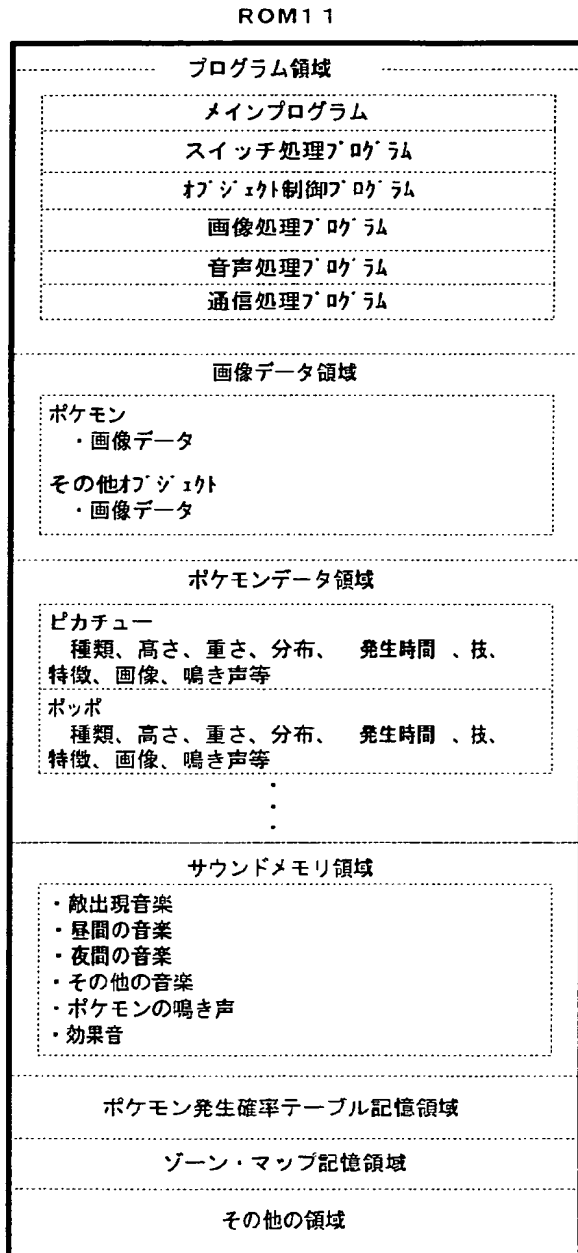 ROM11
プログラム領域
メインプログラム
スイッチ処理ﾌﾟﾛｸﾞﾗﾑ
ｵﾌﾞｼﾞｪｸﾄ制御ﾌﾟﾛｸﾞﾗﾑ
画像処理ﾌﾟﾛｸﾞﾗﾑ
音声処理ﾌﾟﾛｸﾞﾗﾑ
通信処理ﾌﾟﾛｸﾞﾗﾑ
画像データ領域
ポケモン
・画像データ
その他ｵﾌﾞｼﾞｪｸﾄ
・画像データ
ポケモンデータ領域
ピカチュー
種類、高さ、重さ、分布、 発生時間 、技、
特徴、画像、鳴き声等
ポッポ
種類、高さ、重さ、分布、 発生時間 、技、
特徴、画像、鳴き声等
・
・
・
サウンドメモリ領域
・敵出現音楽
・昼間の音楽
・夜間の音楽
・その他の音楽
・ポケモンの鳴き声
・効果音
ポケモン発生確率テーブル記憶領域
ゾーン・マップ記憶領域
その他の領域